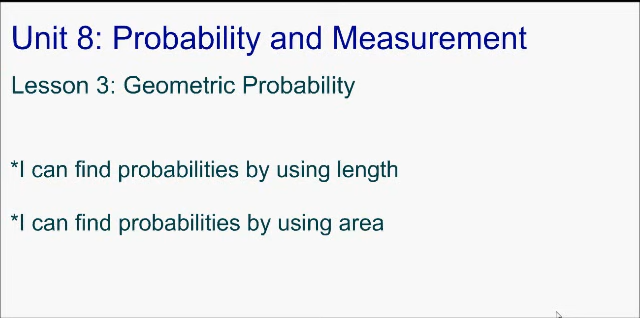 Unit 8: Probability and Measurement
Lesson 3: Geometric Probability
*I can find probabilities by using length
*I can find probabilities by using area